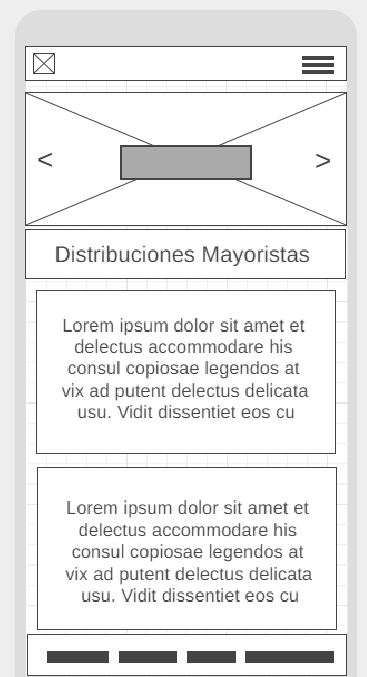 <
>
Distribuciones Mayoristas
Lorem ipsum dolor sit amet et
delectus accommodare his
consul copiosae legendos at
vix ad putent delectus delicata
usu. Vidit dissentiet eos cu
Lorem ipsum dolor sit amet et
delectus accommodare his
consul copiosae legendos at
vix ad putent delectus delicata
usu. Vidit dissentiet eos cu